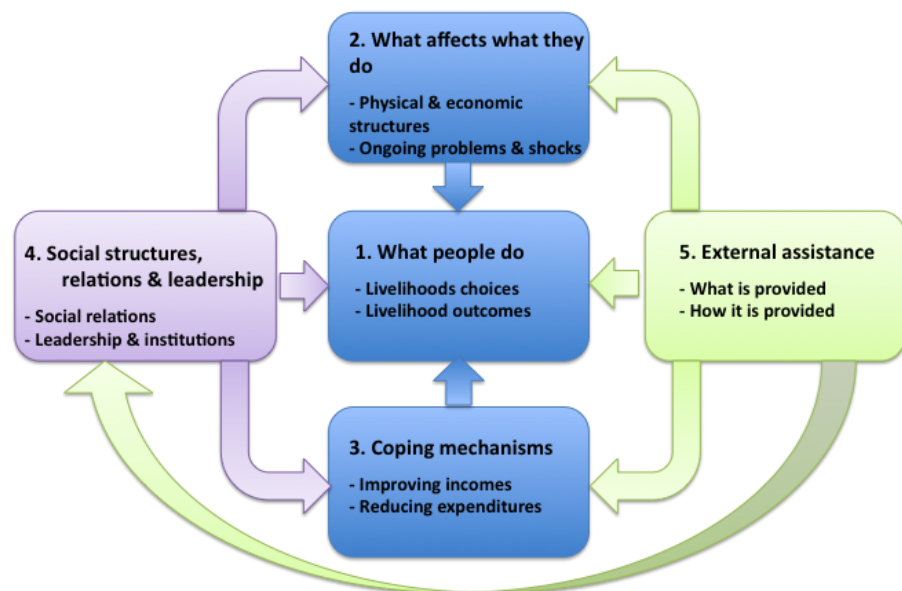 2. What affects what they
do
- Physical & economic
structures
- Ongoing problems & shocks
4. Social structures,
relations & leadership
- Social relations
- Leadership & institutions
1. What people do
- Livelihoods choices
- Livelihood outcomes
5. External assistance
- What is provided
- How it is provided
3. Coping mechanisms
- Improving incomes
- Reducing expenditures